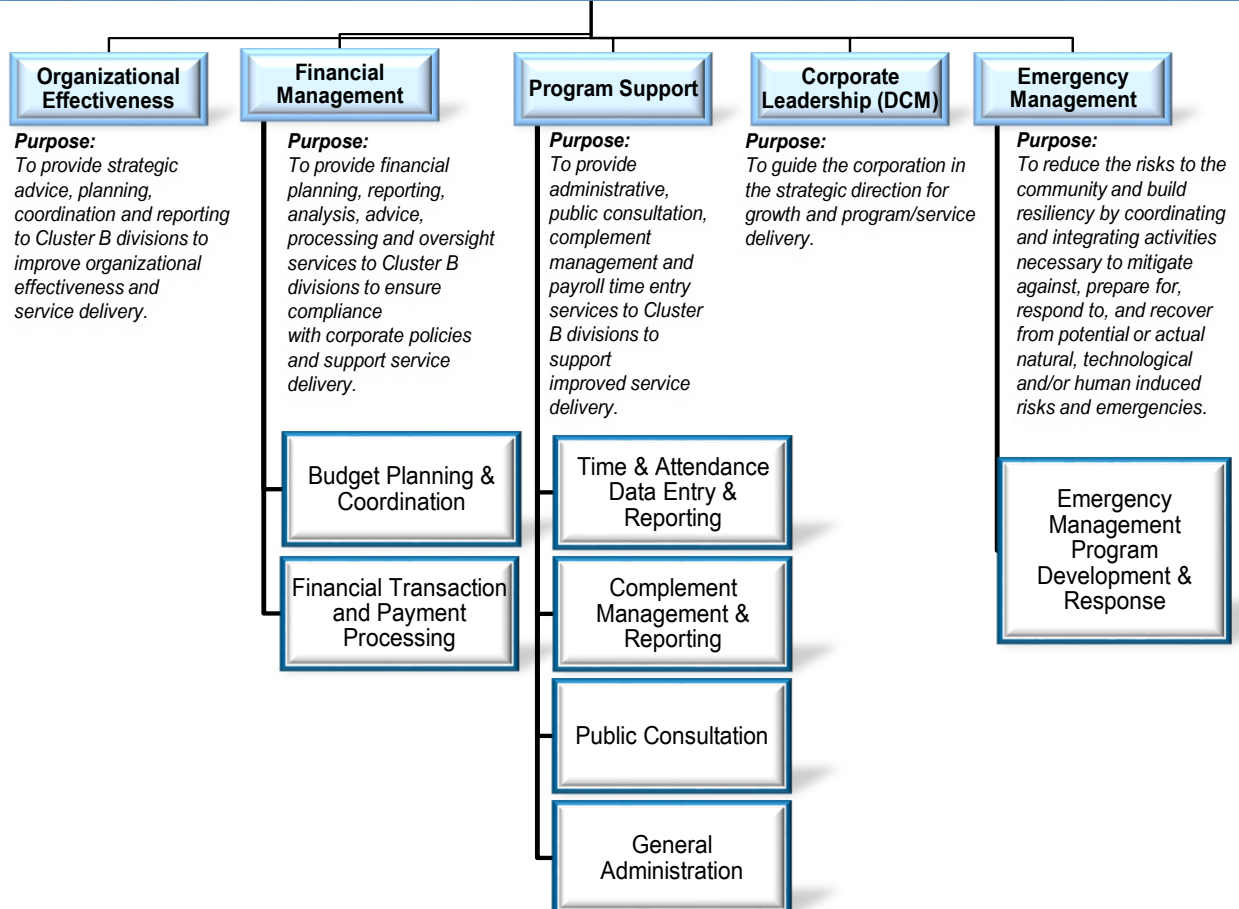 Organizational
Effectiveness
Purpose:
To provide strategic
advice, planning,
coordination and reporting
to Cluster B divisions to
improve organizational
effectiveness and
service delivery.
Financial
Management
Purpose:
To provide financial
planning, reporting,
analysis, advice,
processing and oversight
services to Cluster B
divisions to ensure
compliance
with corporate policies
and support service
delivery.
Budget Planning &
Coordination
Financial Transaction
and Payment
Processing
Program Support
Purpose:
To provide
administrative,
public consultation,
complement
management and
payroll time entry
services to Cluster
B divisions to
support
improved service
delivery.
Time & Attendance
Data Entry &
Reporting
Complement
Management &
Reporting
Public Consultation
General
Administration
Corporate
Leadership (DCM)
Purpose:
To guide the corporation in
the strategic direction for
growth and program/service
delivery.
Emergency
Management
Purpose:
To reduce the risks to the
community and build
resiliency by coordinating
and integrating activities
necessary to mitigate
against, prepare for,
respond to, and recover
from potential or actual
natural, technological
and/or human induced
risks and emergencies.
Emergency
Management
Program
Development &
Response